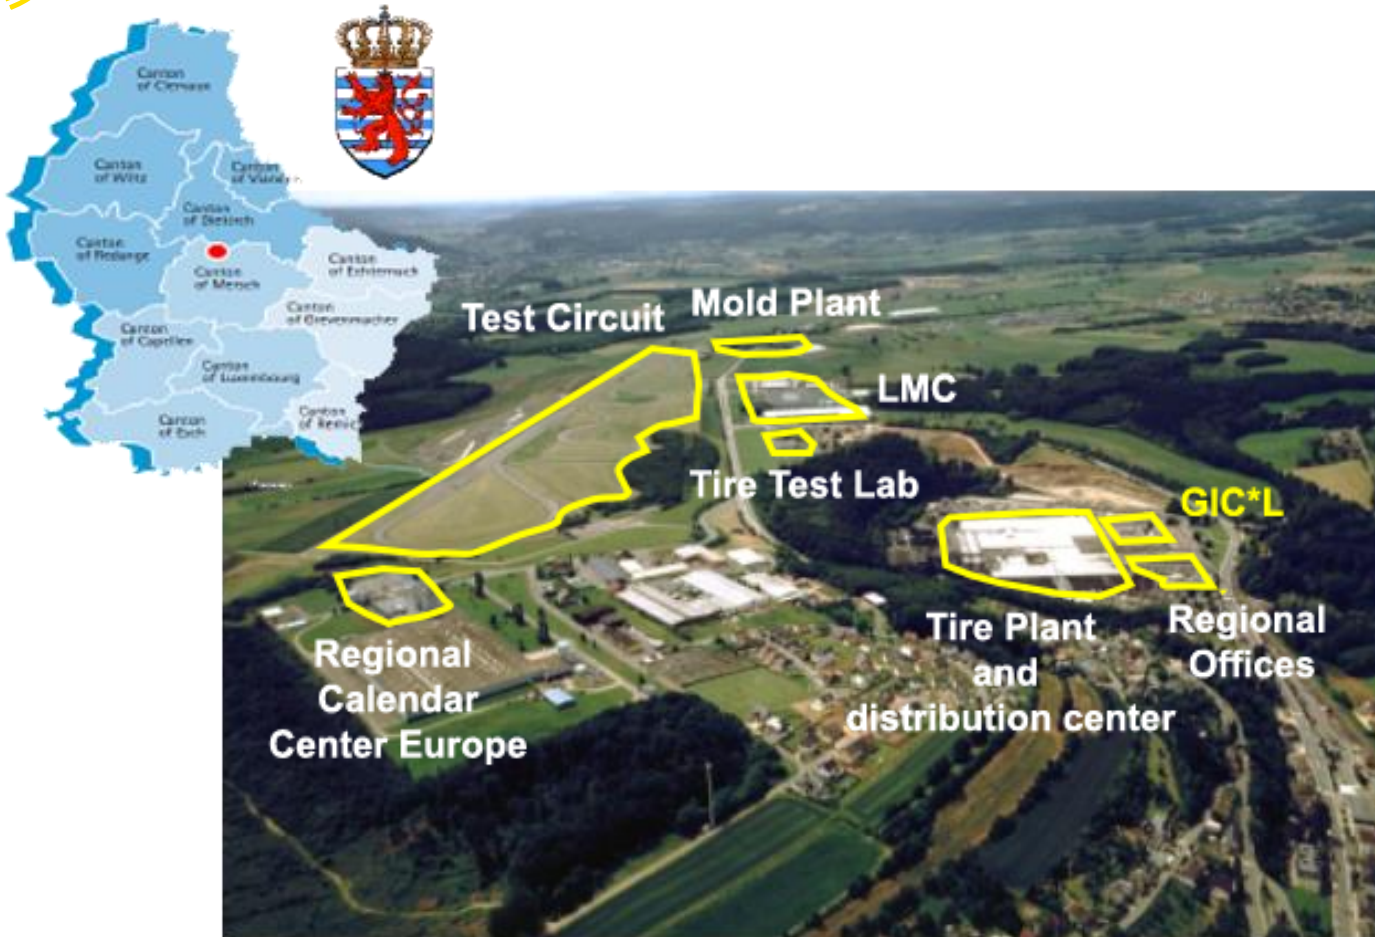 Canton
of Clervaux
Canton
of Wiltz
Canton
of Vianden
Canton
of Diekirch
Canton
of Redange
Canton
of Mersch
Canton
of Echternach
Canton
of Grevenmacher
Canton
of Capellen
Canton
of Luxembourg
Canton
of Esch
Canton
of Remich
Test Circuit
Mold Plant
LMC
Tire Test Lab
GIC*L
Regional
Offices
Tire Plant
and
distribution center
Regional
Calendar
Center Europe